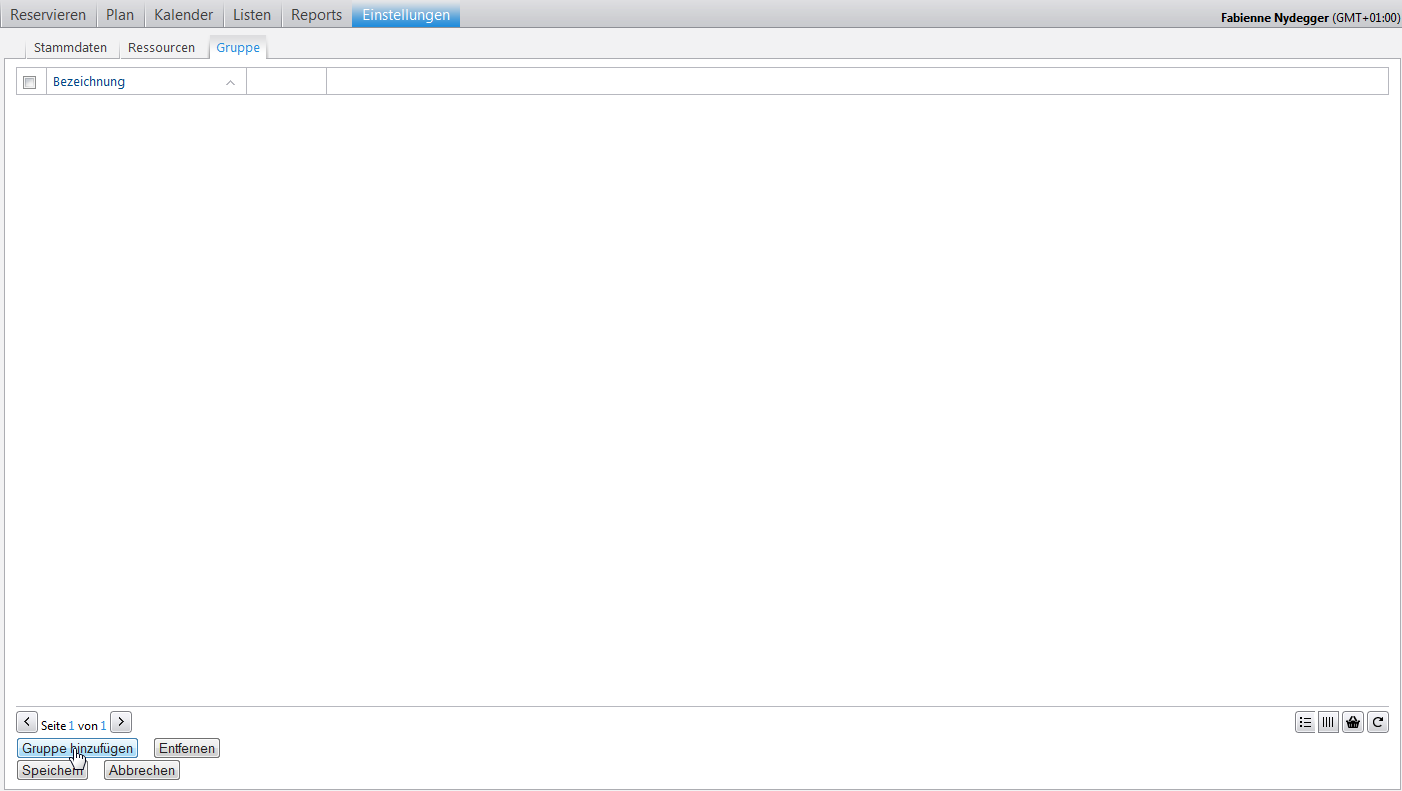 Reservieren Plan Kalender Listen Reports Einstellungen Fabienne Nydegger (GMT+01:00)
Stammdaten Ressourcen Gruppe
Bezeichnung
Seite 1 von 1
Gruppe hinzufügen Entfernen
Speichern Abbrechen